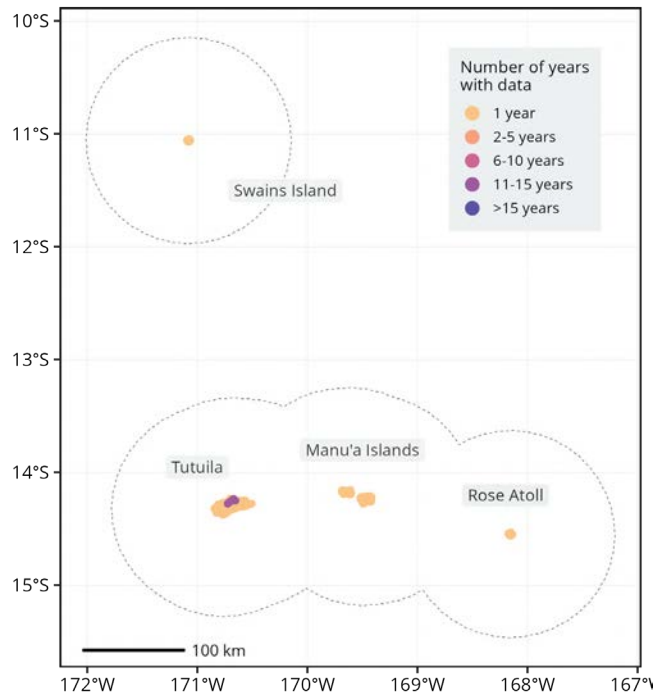 10°S
Number of years
with data
1 year
2-5 years
6-10 years
11-15 years
>15 years
11°S
Swains Island
12°S
13°S
14°S
Manu'a Islands
Tutuila
Rose Atoll
15°S
100 km
172°W 171°W 170°W 169°W 168°W 167°W